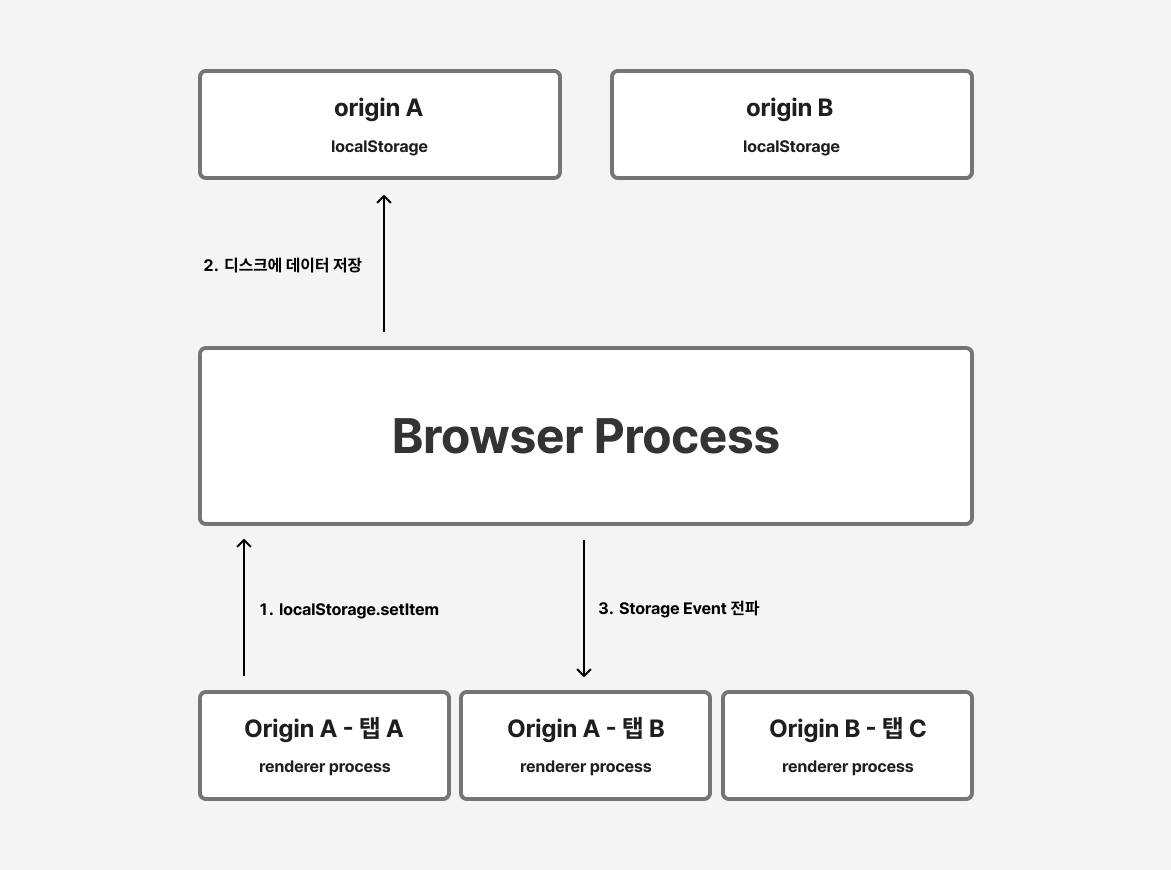 origin A
localStorage
origin B
localStorage
2. 디스크에 데이터 저장
Browser Process
1. localStorage.setItem
3. Storage Event 전파
Origin A - 탭 A
renderer process
Origin A - 탭 B
renderer process
Origin B - 탭 C
renderer process